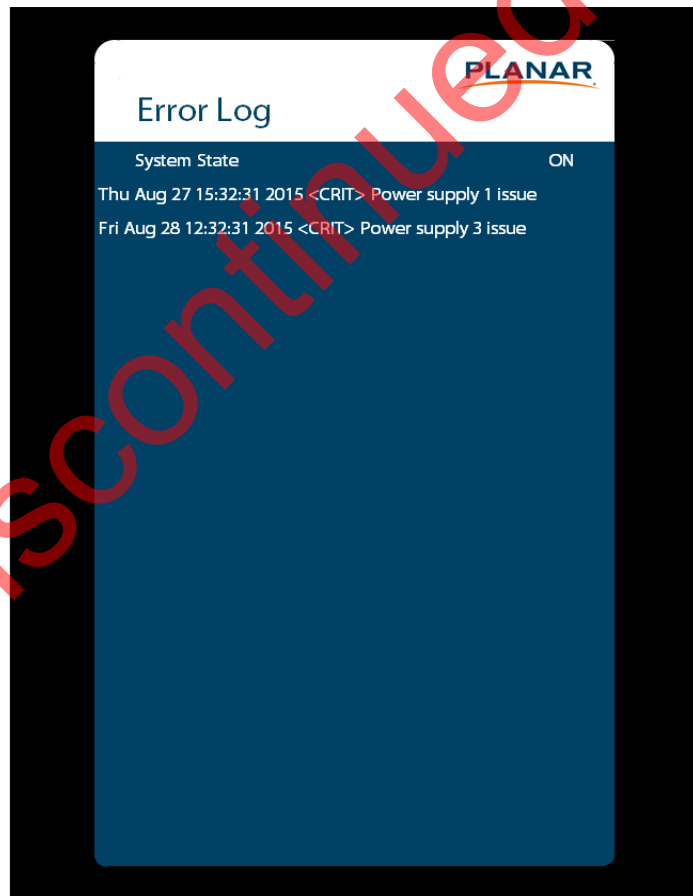 PLANAR
Error Log
System State ON
Thu Aug 27 15:32:31 2015 <CRIT> Power supply 1 issue
Fri Aug 28 12:32:31 2015 <CRIT> Power supply 3 issue
iscontinued